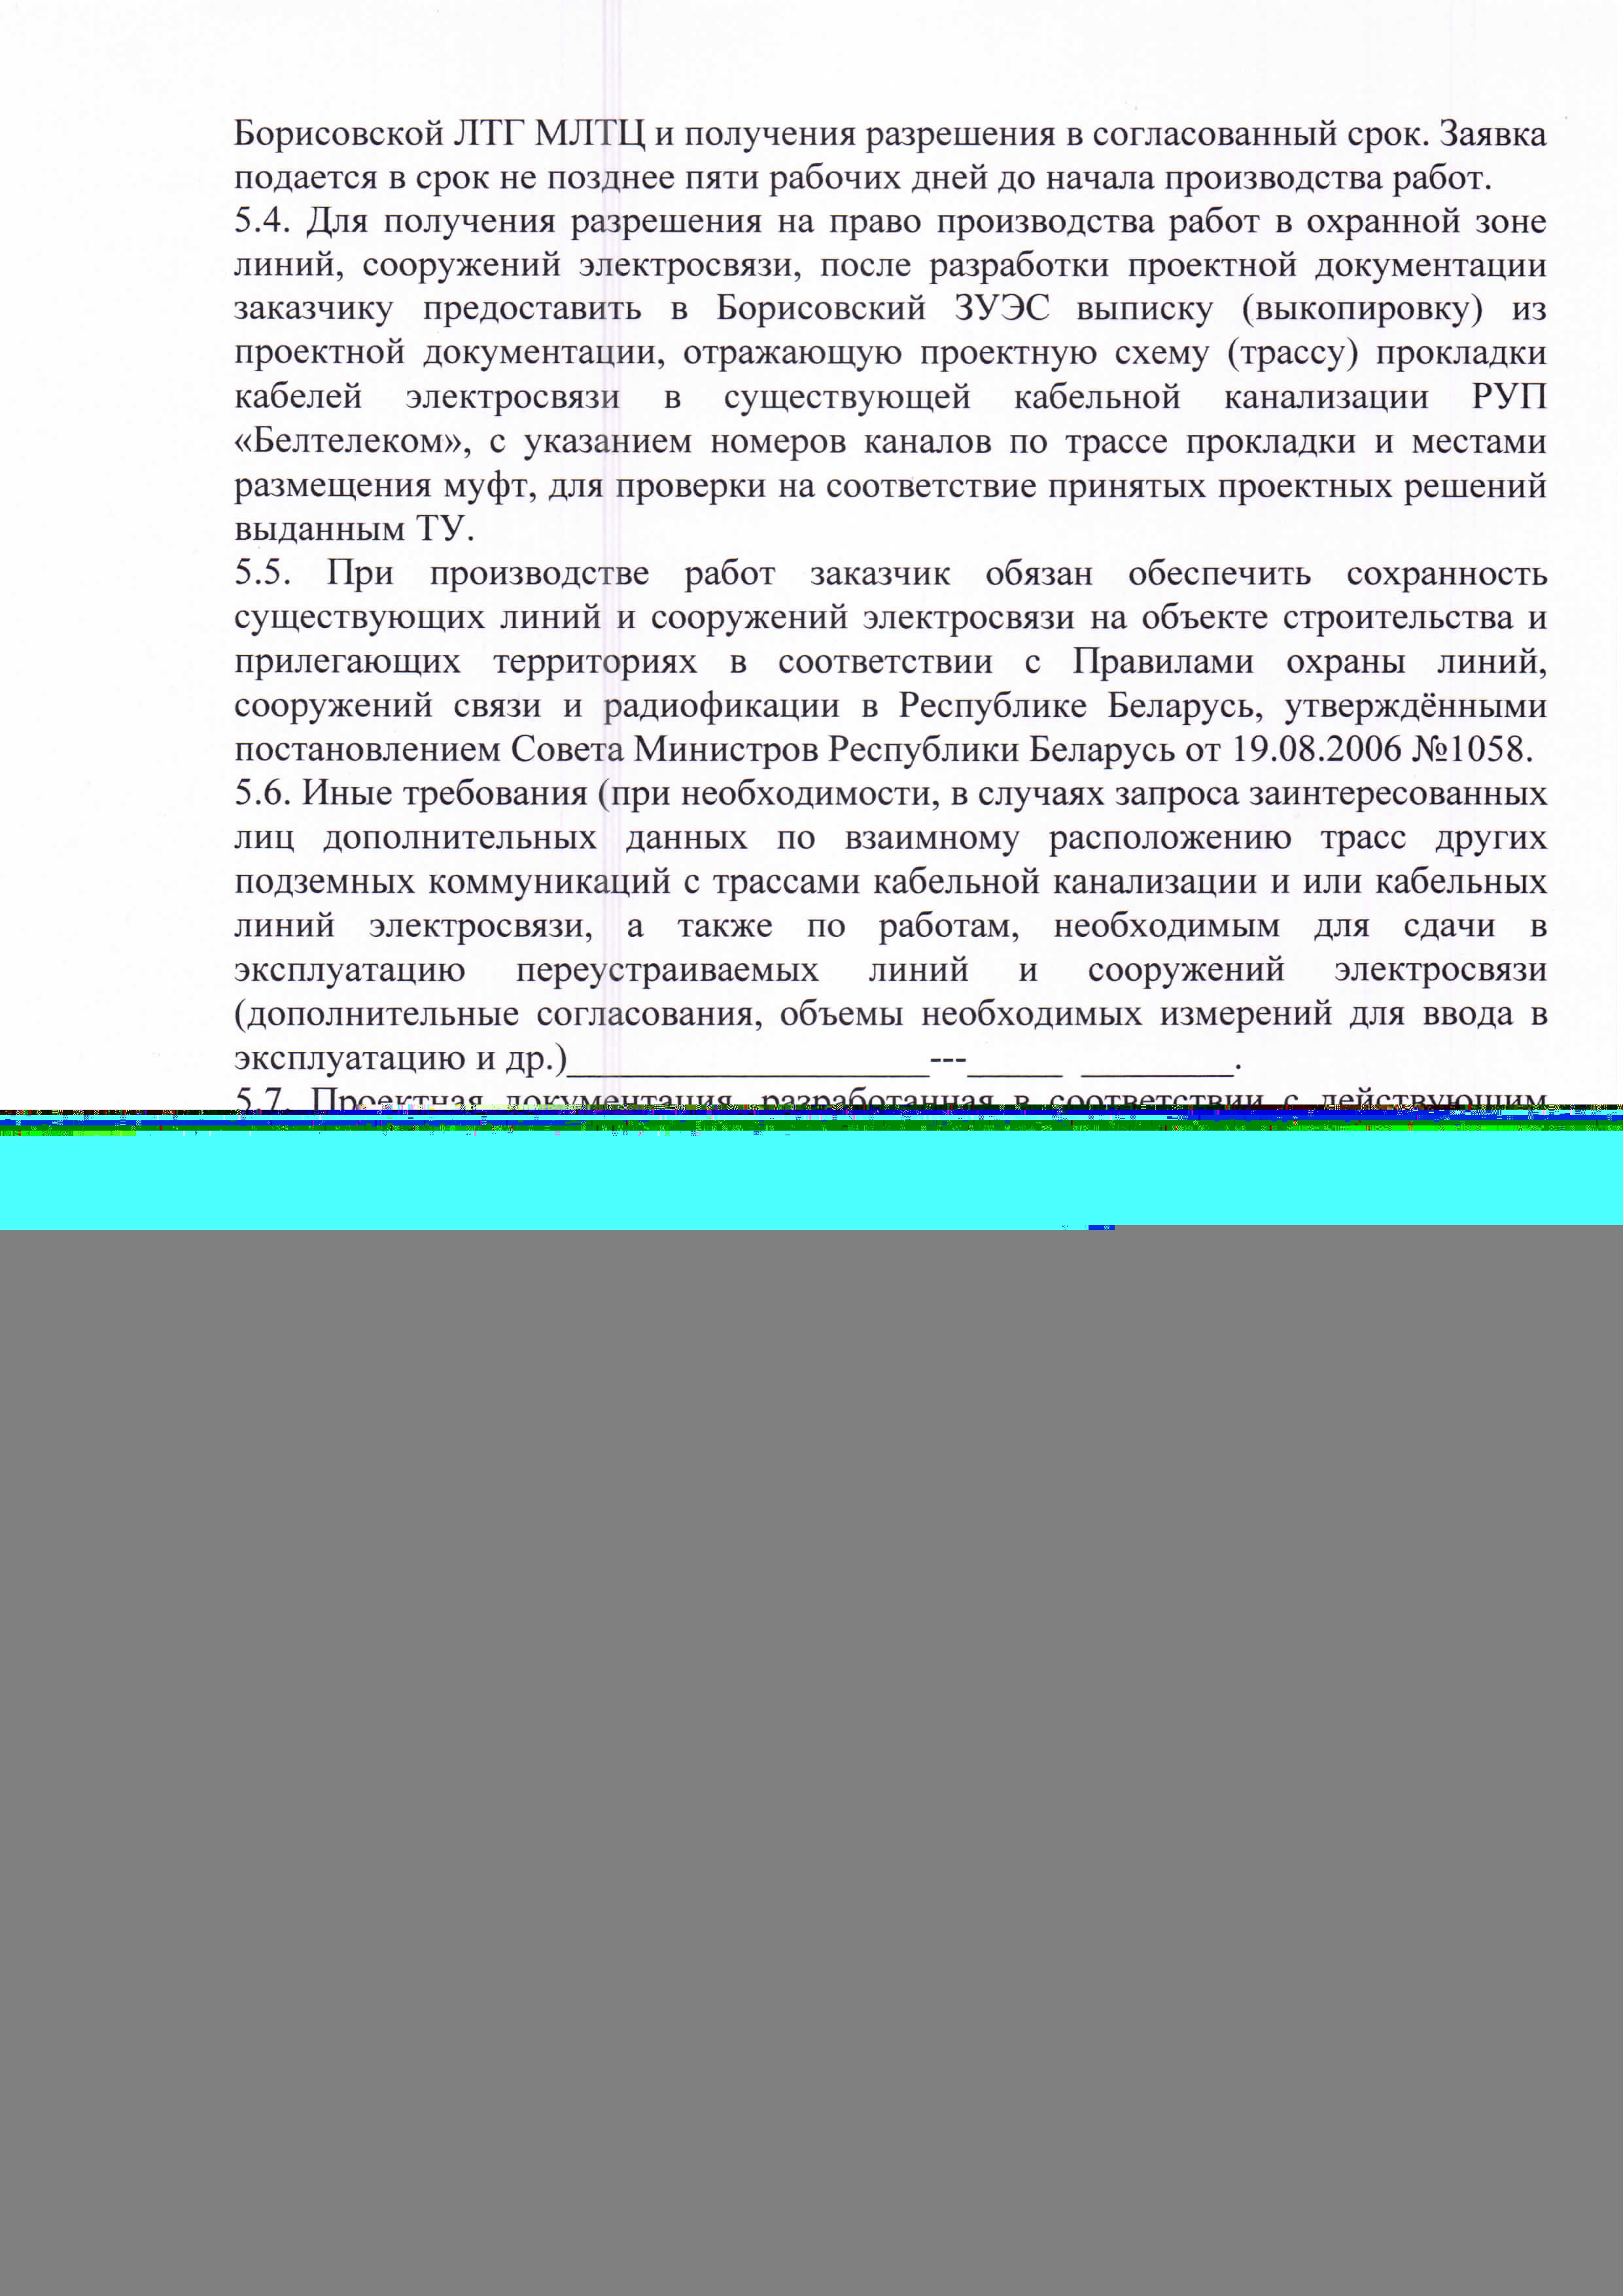 Борисовской ЛТГ МЛТЦ и получения разрешения в согласованный срок. Заявка
подается в срок не позднее пяти рабочих дней до начала производства работ.
5.4. Для получения разрешения на право производства работ в охранной зоне
линий, сооружений электросвязи, после разработки проектной документации
заказчику предоставить в Борисовский ЗУЭС выписку (выкопировку) из
проектной документации, отражающую проектную схему (трассу) прокладки
кабелей электросвязи в существующей кабельной канализации РУП
«Белтелеком», с указанием номеров каналов по трассе прокладки и местами
размещения муфт, для проверки на соответствие принятых проектных решений
выданным ТУ.
5.5. При производстве работ заказчик обязан обеспечить сохранность
существующих линий и сооружений электросвязи на объекте строительства и
прилегающих территориях в соответствии с Правилами охраны линий,
сооружений связи и радиофикации в Республике Беларусь, утверждёнными
постановлением Совета Министров Республики Беларусь от 19.08.2006 №1058.
5.6. Иные требования (при необходимости, в случаях запроса заинтересованных
лиц дополнительных данных по взаимному расположению трасс других
подземных коммуникаций с трассами кабельной канализации и или кабельных
линий электросвязи, а также по работам, необходимым для сдачи в
эксплуатацию переустраиваемых линий и сооружений электросвязи
(дополнительные согласования, объемы необходимых измерений для ввода в
эксплуатацию и др.)___________________---_____ ________.
5.7. Проектная документация, разработанная в соответствии с действующим